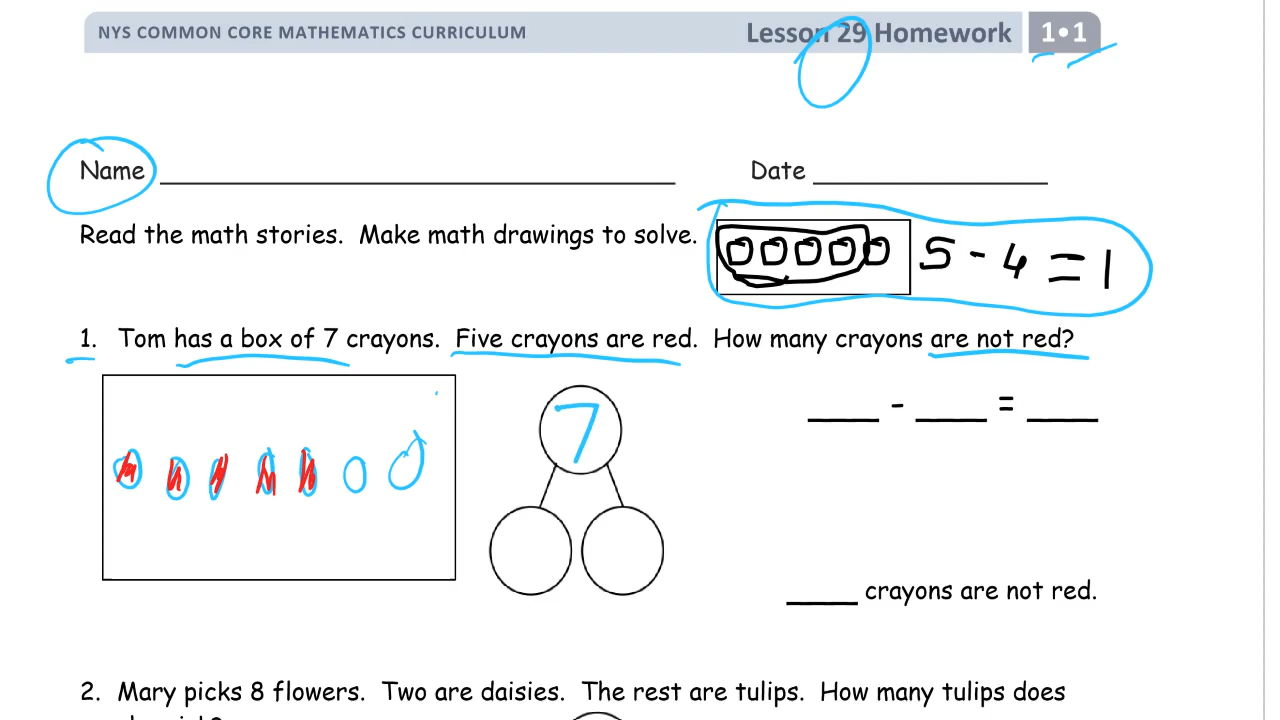 NYS COMMON CORE MATHEMATICS CURRICULUM Lesson 29 Homework 1•1
Name Date
Read the math stories. Make math drawings to solve. 5 - 4 = 1
1. Tom has a box of 7 crayons. Five crayons are red. How many crayons are not red?
7
____ - ____ = ____
____ crayons are not red.
2. Mary picks 8 flowers. Two are daisies. The rest are tulips. How many tulips does